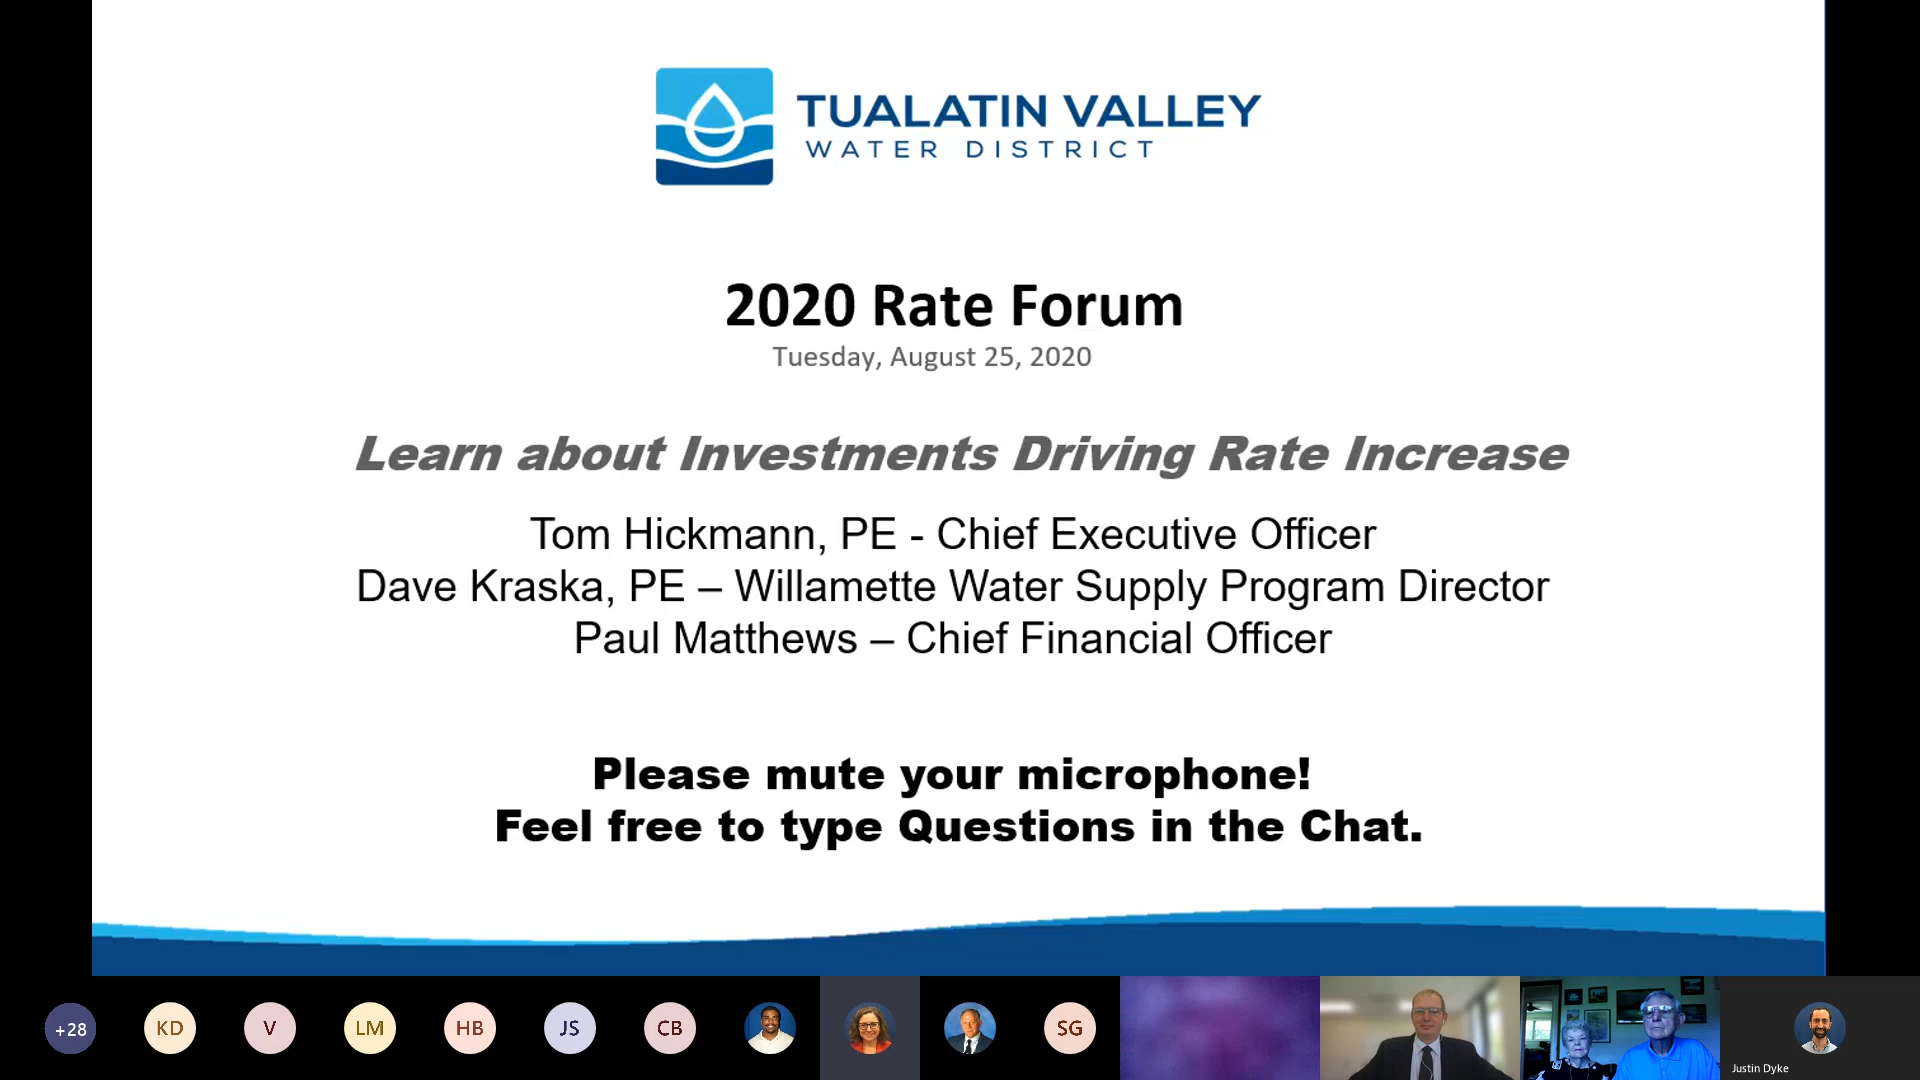 TUALATIN VALLEY
WATER DISTRICT
2020 Rate Forum
Tuesday, August 25, 2020
Learn about Investments Driving Rate Increase
Tom Hickmann, PE - Chief Executive Officer
Dave Kraska, PE – Willamette Water Supply Program Director
Paul Matthews – Chief Financial Officer
Please mute your microphone!
Feel free to type Questions in the Chat.
+28
KD
V
LM
HB
JS
CB
SG
Justin Dyke